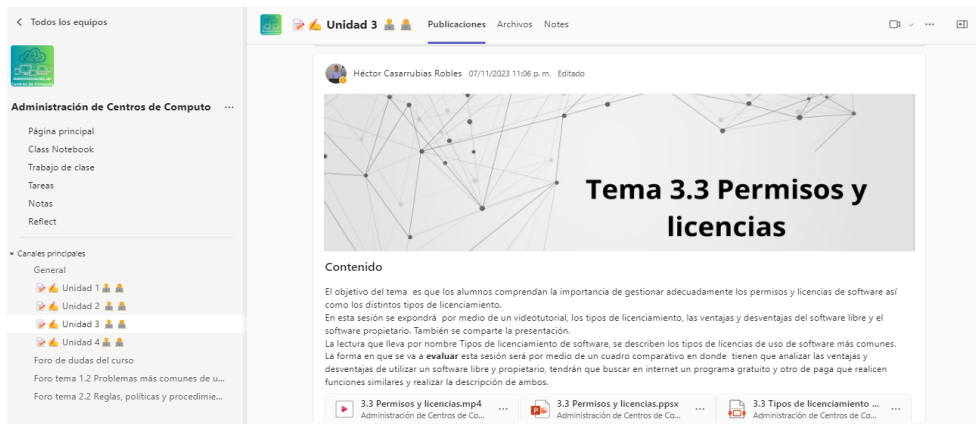 Todos los equipos
Administración de Centros de Computo
Página principal
Class Notebook
Trabajo de clase
Tareas
Notas
Reflect
Canales principales
General
Unidad 1
Unidad 2
Unidad 3
Unidad 4
Foro de dudas del curso
Foro tema 1.2 Problemas más comunes de u...
Foro tema 2.2 Reglas, políticas y procedimie...
Unidad 3 Publicaciones Archivos Notes
Héctor Casarrubias Robles 07/11/2023 11:06 p. m. Editado
Tema 3.3 Permisos y
licencias
Contenido
El objetivo del tema es que los alumnos comprendan la importancia de gestionar adecuadamente los permisos y licencias de software así
como los distintos tipos de licenciamiento.
En esta sesión se expondrá por medio de un videotutorial, los tipos de licenciamiento, las ventajas y desventajas del software libre y el
software propietario. También se comparte la presentación.
La lectura que lleva por nombre Tipos de licenciamiento de software, se describen los tipos de licencias de uso de software más comunes.
La forma en que se va a evaluar esta sesión será por medio de un cuadro comparativo en donde tienen que analizar las ventajas y
desventajas de utilizar un software libre y propietario, tendrán que buscar en internet un programa gratuito y otro de paga que realicen
funciones similares y realizar la descripción de ambos.
3.3 Permisos y licencias.mp4
Administración de Centros de Co...
3.3 Permisos y licencias.ppsx
Administración de Centros de Co...
3.3 Tipos de licenciamiento ...
Administración de Centros de Co...